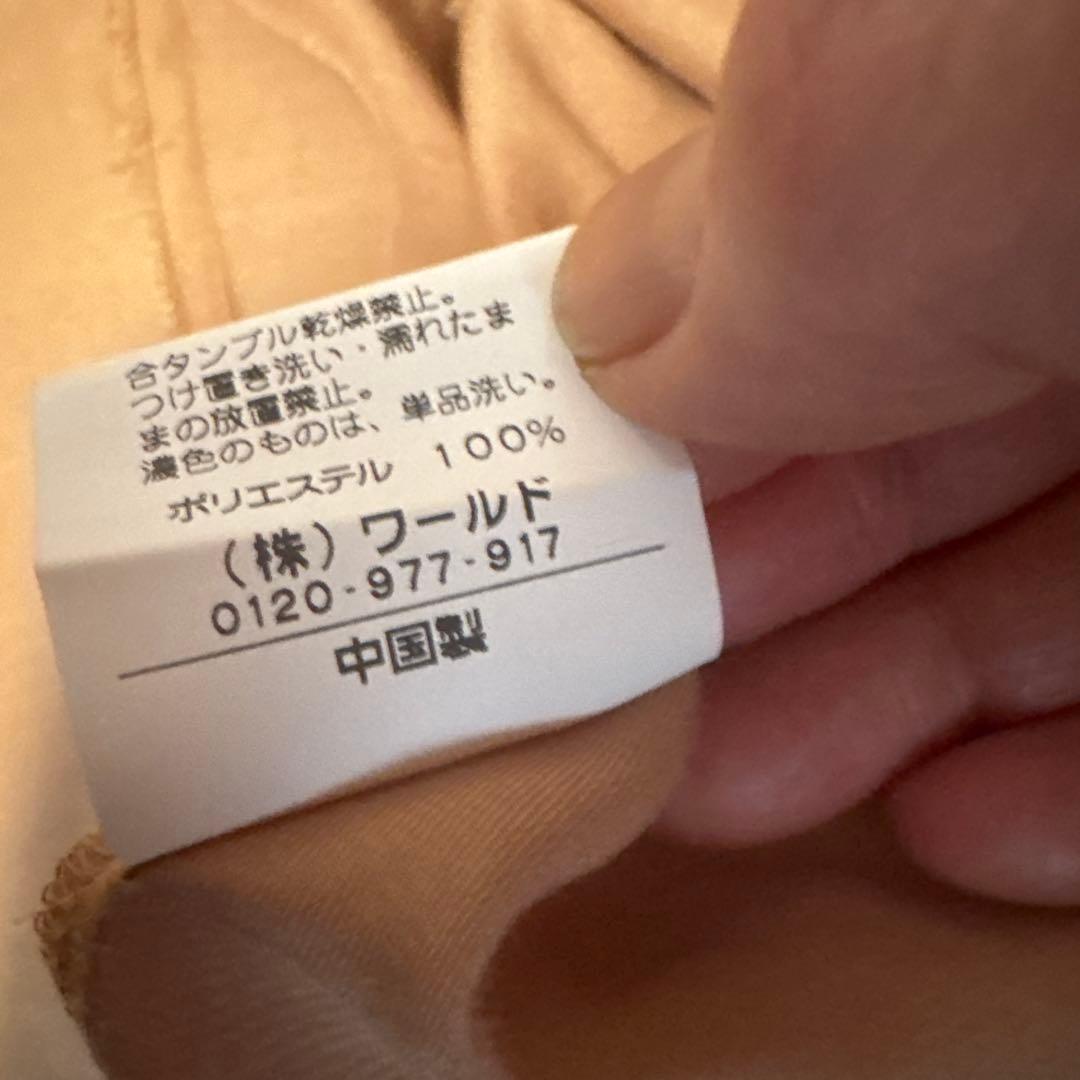 合タンブル乾燥禁止。
つけ置き洗い・濡れたま
まの放置禁止。
濃色のものは、単品洗い。
ポリエステル 100%
(株)ワールド
0120-977-917
中国製